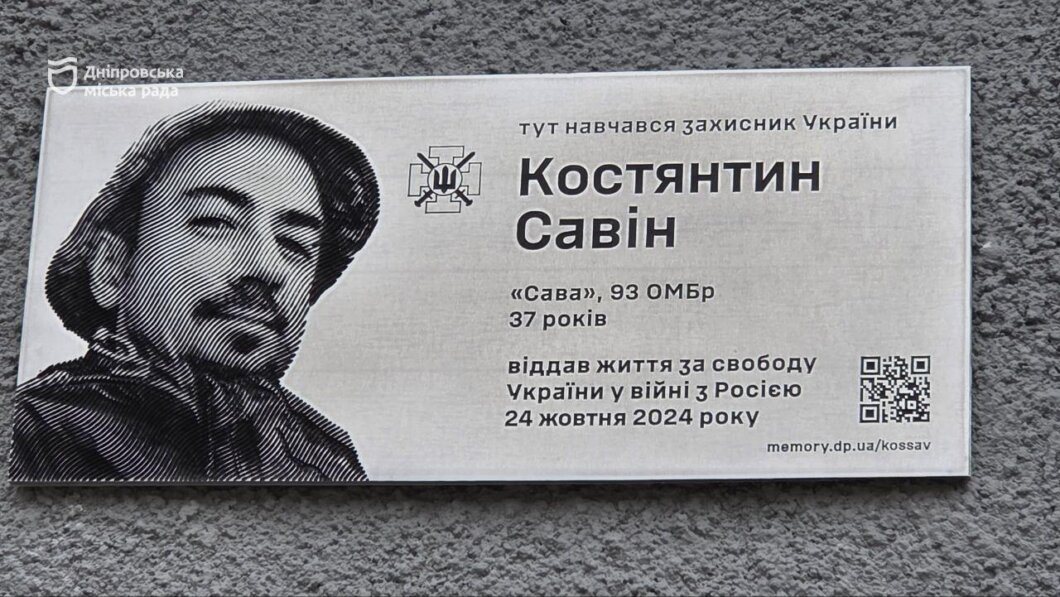 Дніпровська
міська рада
тут навчався захисник України
Костянтин
Савін
«Сава», 93 ОМБр
37 років
віддав життя за свободу
України у війні з Росією
24 жовтня 2024 року
memory.dp.ua/kossav